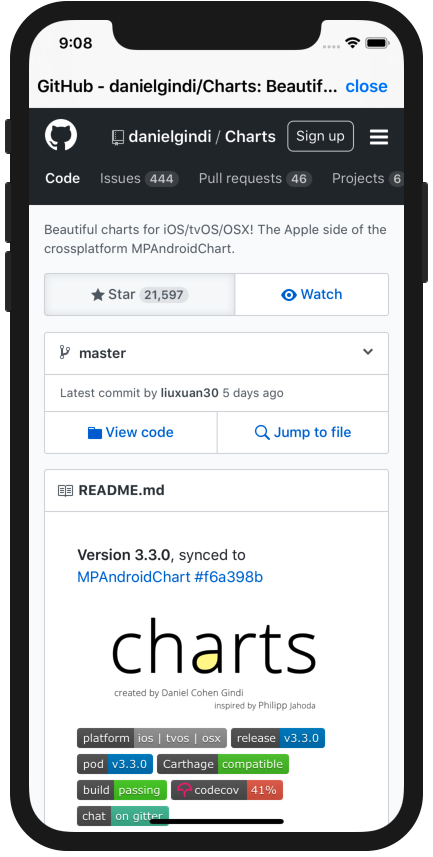 9:08
GitHub - danielgindi/Charts: Beautif... close
danielgindi / Charts Sign up
Code Issues 444 Pull requests 46 Projects 6
Beautiful charts for iOS/tvOS/OSX! The Apple side of the
crossplatform MPAndroidChart.
Star 21,597 Watch
master
Latest commit by liuxuan30 5 days ago
View code Jump to file
README.md
Version 3.3.0, synced to
MPAndroidChart #f6a398b
charts
created by Daniel Cohen Gindi
inspired by Philipp Jahoda
platform ios | tvos | osx release v3.3.0
pod v3.3.0 Carthage compatible
build passing codecov 41%
chat on gitter